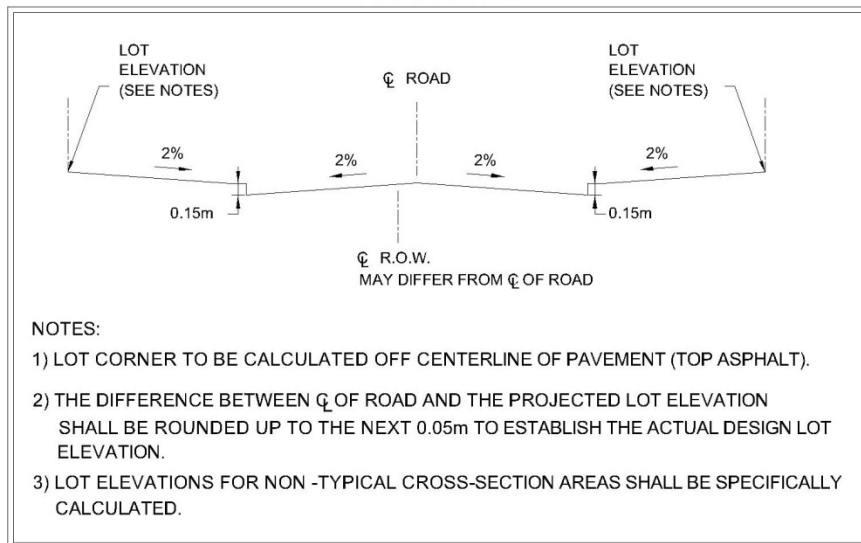 LOT
ELEVATION
(SEE NOTES)
℄ ROAD
LOT
ELEVATION
(SEE NOTES)
2%
2%
2%
2%
0.15m
0.15m
℄ R.O.W.
MAY DIFFER FROM ℄ OF ROAD
NOTES:
1) LOT CORNER TO BE CALCULATED OFF CENTERLINE OF PAVEMENT (TOP ASPHALT).
2) THE DIFFERENCE BETWEEN ℄ OF ROAD AND THE PROJECTED LOT ELEVATION
SHALL BE ROUNDED UP TO THE NEXT 0.05m TO ESTABLISH THE ACTUAL DESIGN LOT
ELEVATION.
3) LOT ELEVATIONS FOR NON -TYPICAL CROSS-SECTION AREAS SHALL BE SPECIFICALLY
CALCULATED.